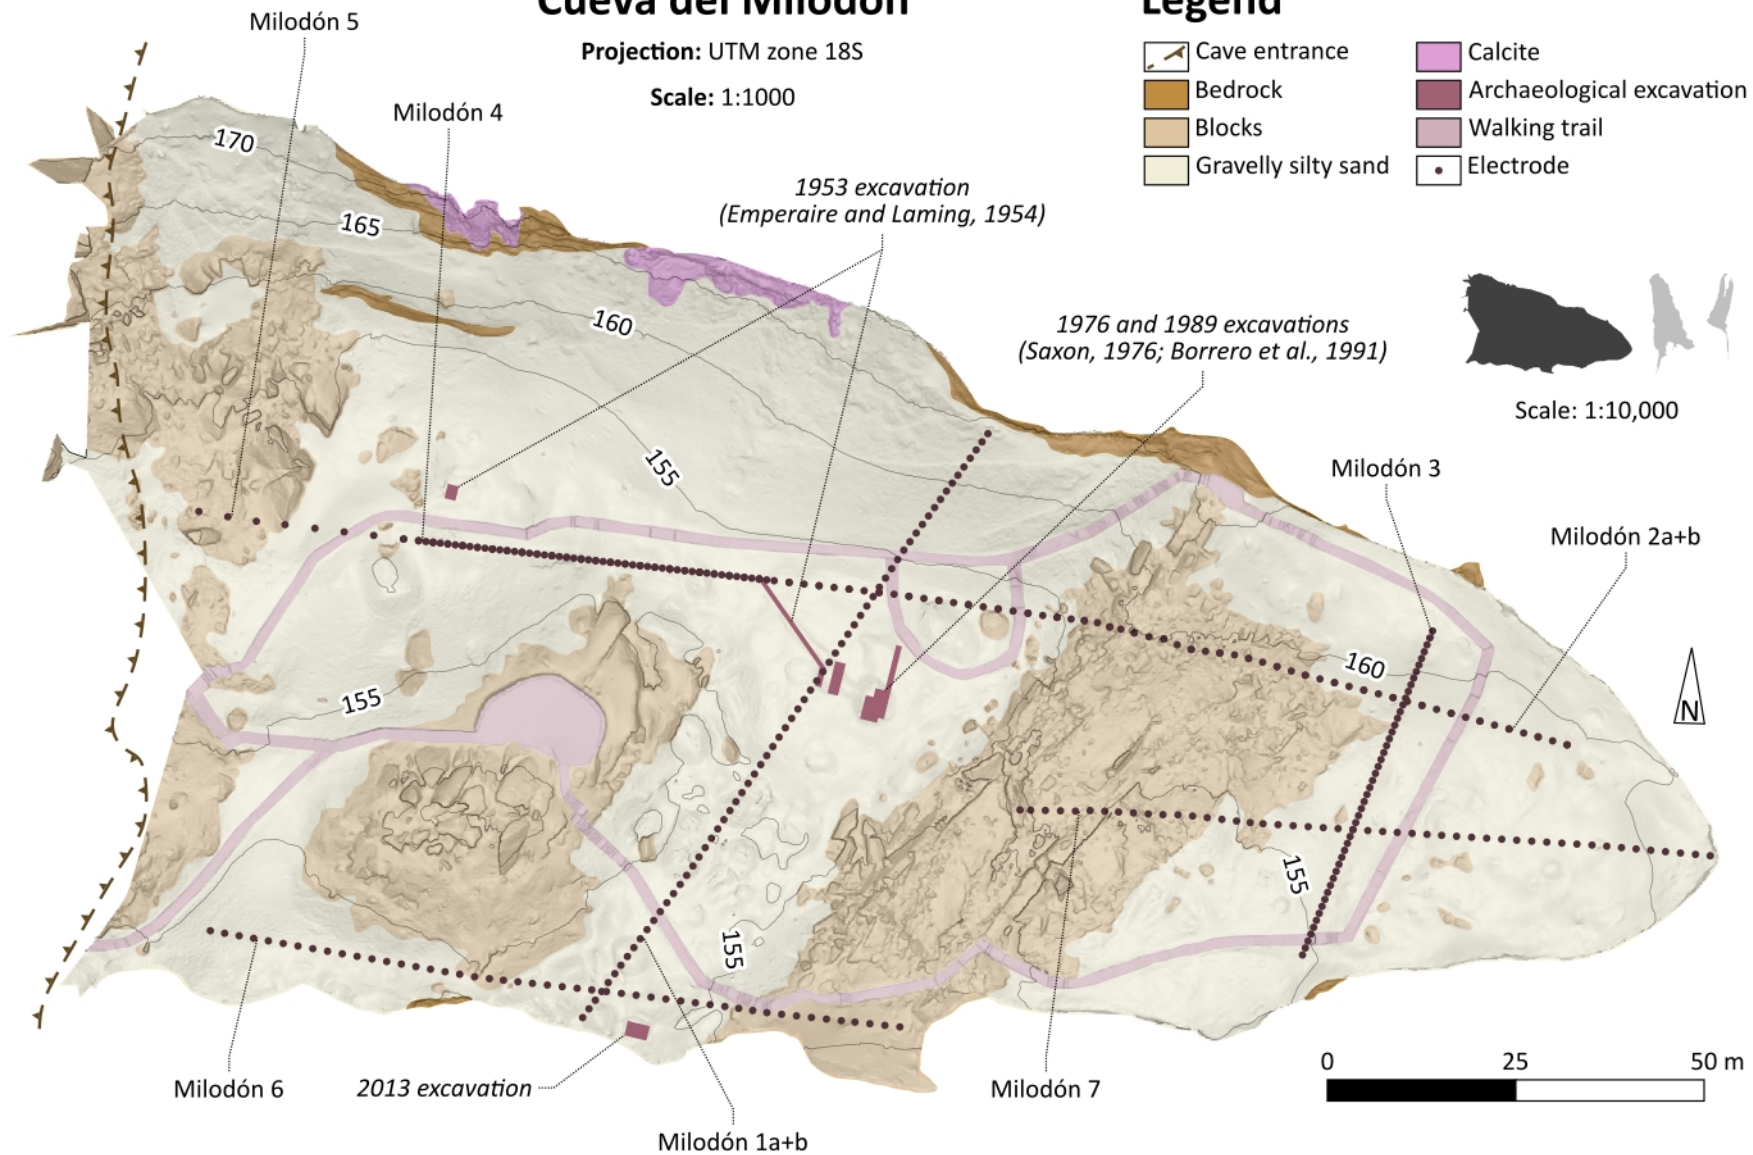 Cueva del Milodón
Projection: UTM zone 18S
Scale: 1:1000
Legend
Cave entrance
Bedrock
Blocks
Gravelly silty sand
Calcite
Archaeological excavation
Walking trail
Electrode
Milodón 5
Milodón 4
170
165
1953 excavation
(Emperaire and Laming, 1954)
160
1976 and 1989 excavations
(Saxon, 1976; Borrero et al., 1991)
Scale: 1:10,000
155
Milodón 3
Milodón 2a+b
160
155
N
155
155
Milodón 6
2013 excavation
Milodón 1a+b
Milodón 7
0 25 50 m